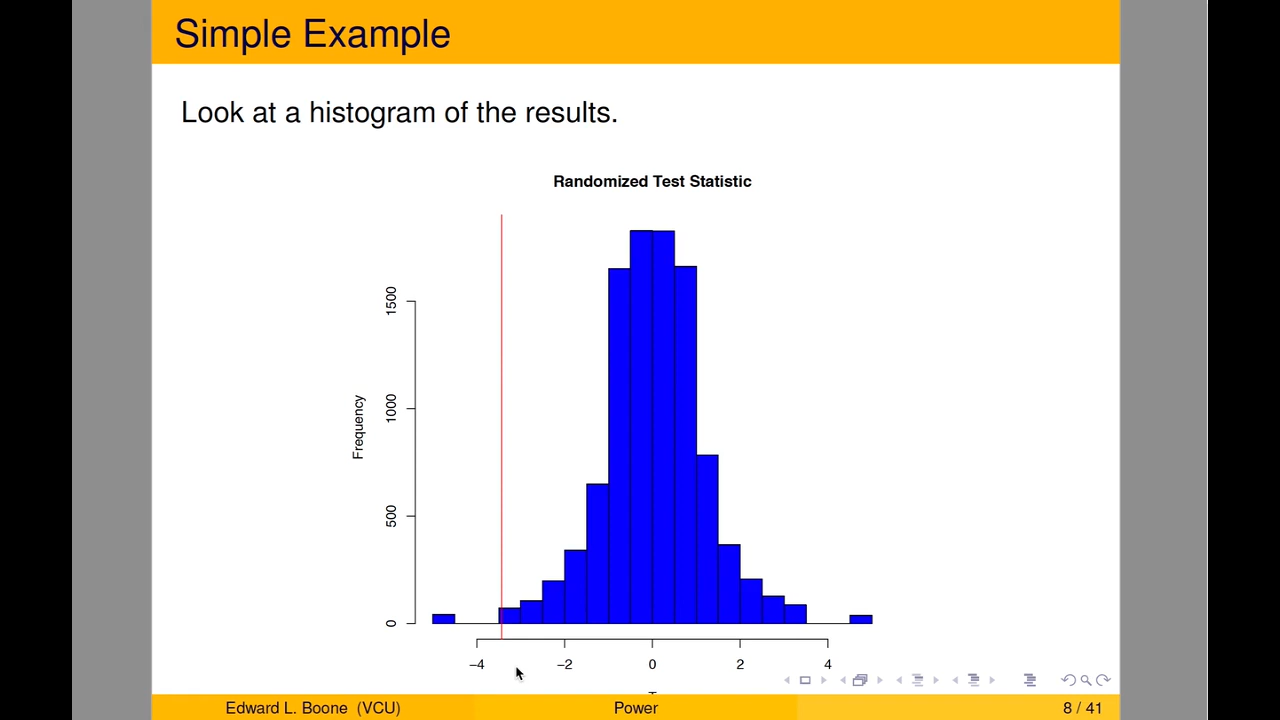 Simple Example
Look at a histogram of the results.
Randomized Test Statistic
Frequency
1500
1000
500
0
−4 −2 0 2 4
Edward L. Boone (VCU) Power 8 / 41